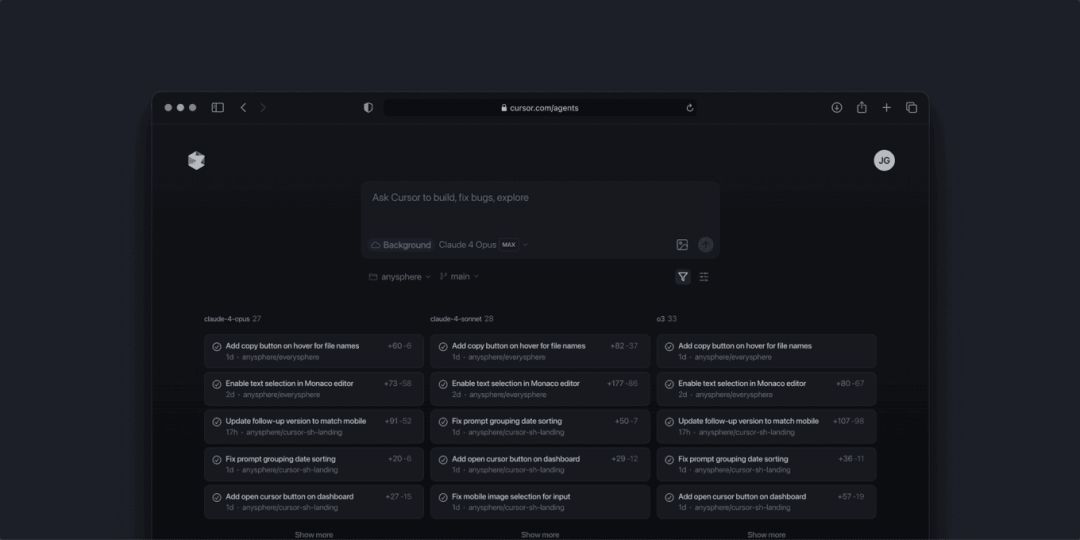 cursor.com/agents
JG
Ask Cursor to build, fix bugs, explore
Background Claude 4 Opus MAX
anysphere main
claude-4-opus 27
Add copy button on hover for file names +60 -6
1d · anysphere/everysphere
Enable text selection in Monaco editor +73 -58
2d · anysphere/everysphere
Update follow-up version to match mobile +91 -52
17h · anysphere/cursor-sh-landing
Fix prompt grouping date sorting +20 -6
1d · anysphere/cursor-sh-landing
Add open cursor button on dashboard +27 -15
1d · anysphere/cursor-sh-landing
Show more
claude-4-sonnet 28
Add copy button on hover for file names +82 -37
1d · anysphere/everysphere
Enable text selection in Monaco editor +177 -86
2d · anysphere/everysphere
Fix prompt grouping date sorting +50 -7
1d · anysphere/cursor-sh-landing
Add open cursor button on dashboard +29 -12
1d · anysphere/cursor-sh-landing
Fix mobile image selection for input
1d · anysphere/cursor-sh-landing
Show more
o3 33
Add copy button on hover for file names
1d · anysphere/everysphere
Enable text selection in Monaco editor +80 -67
2d · anysphere/everysphere
Update follow-up version to match mobile +107 -98
17h · anysphere/cursor-sh-landing
Fix prompt grouping date sorting +36 -11
1d · anysphere/cursor-sh-landing
Add open cursor button on dashboard +57 -19
1d · anysphere/cursor-sh-landing
Show more